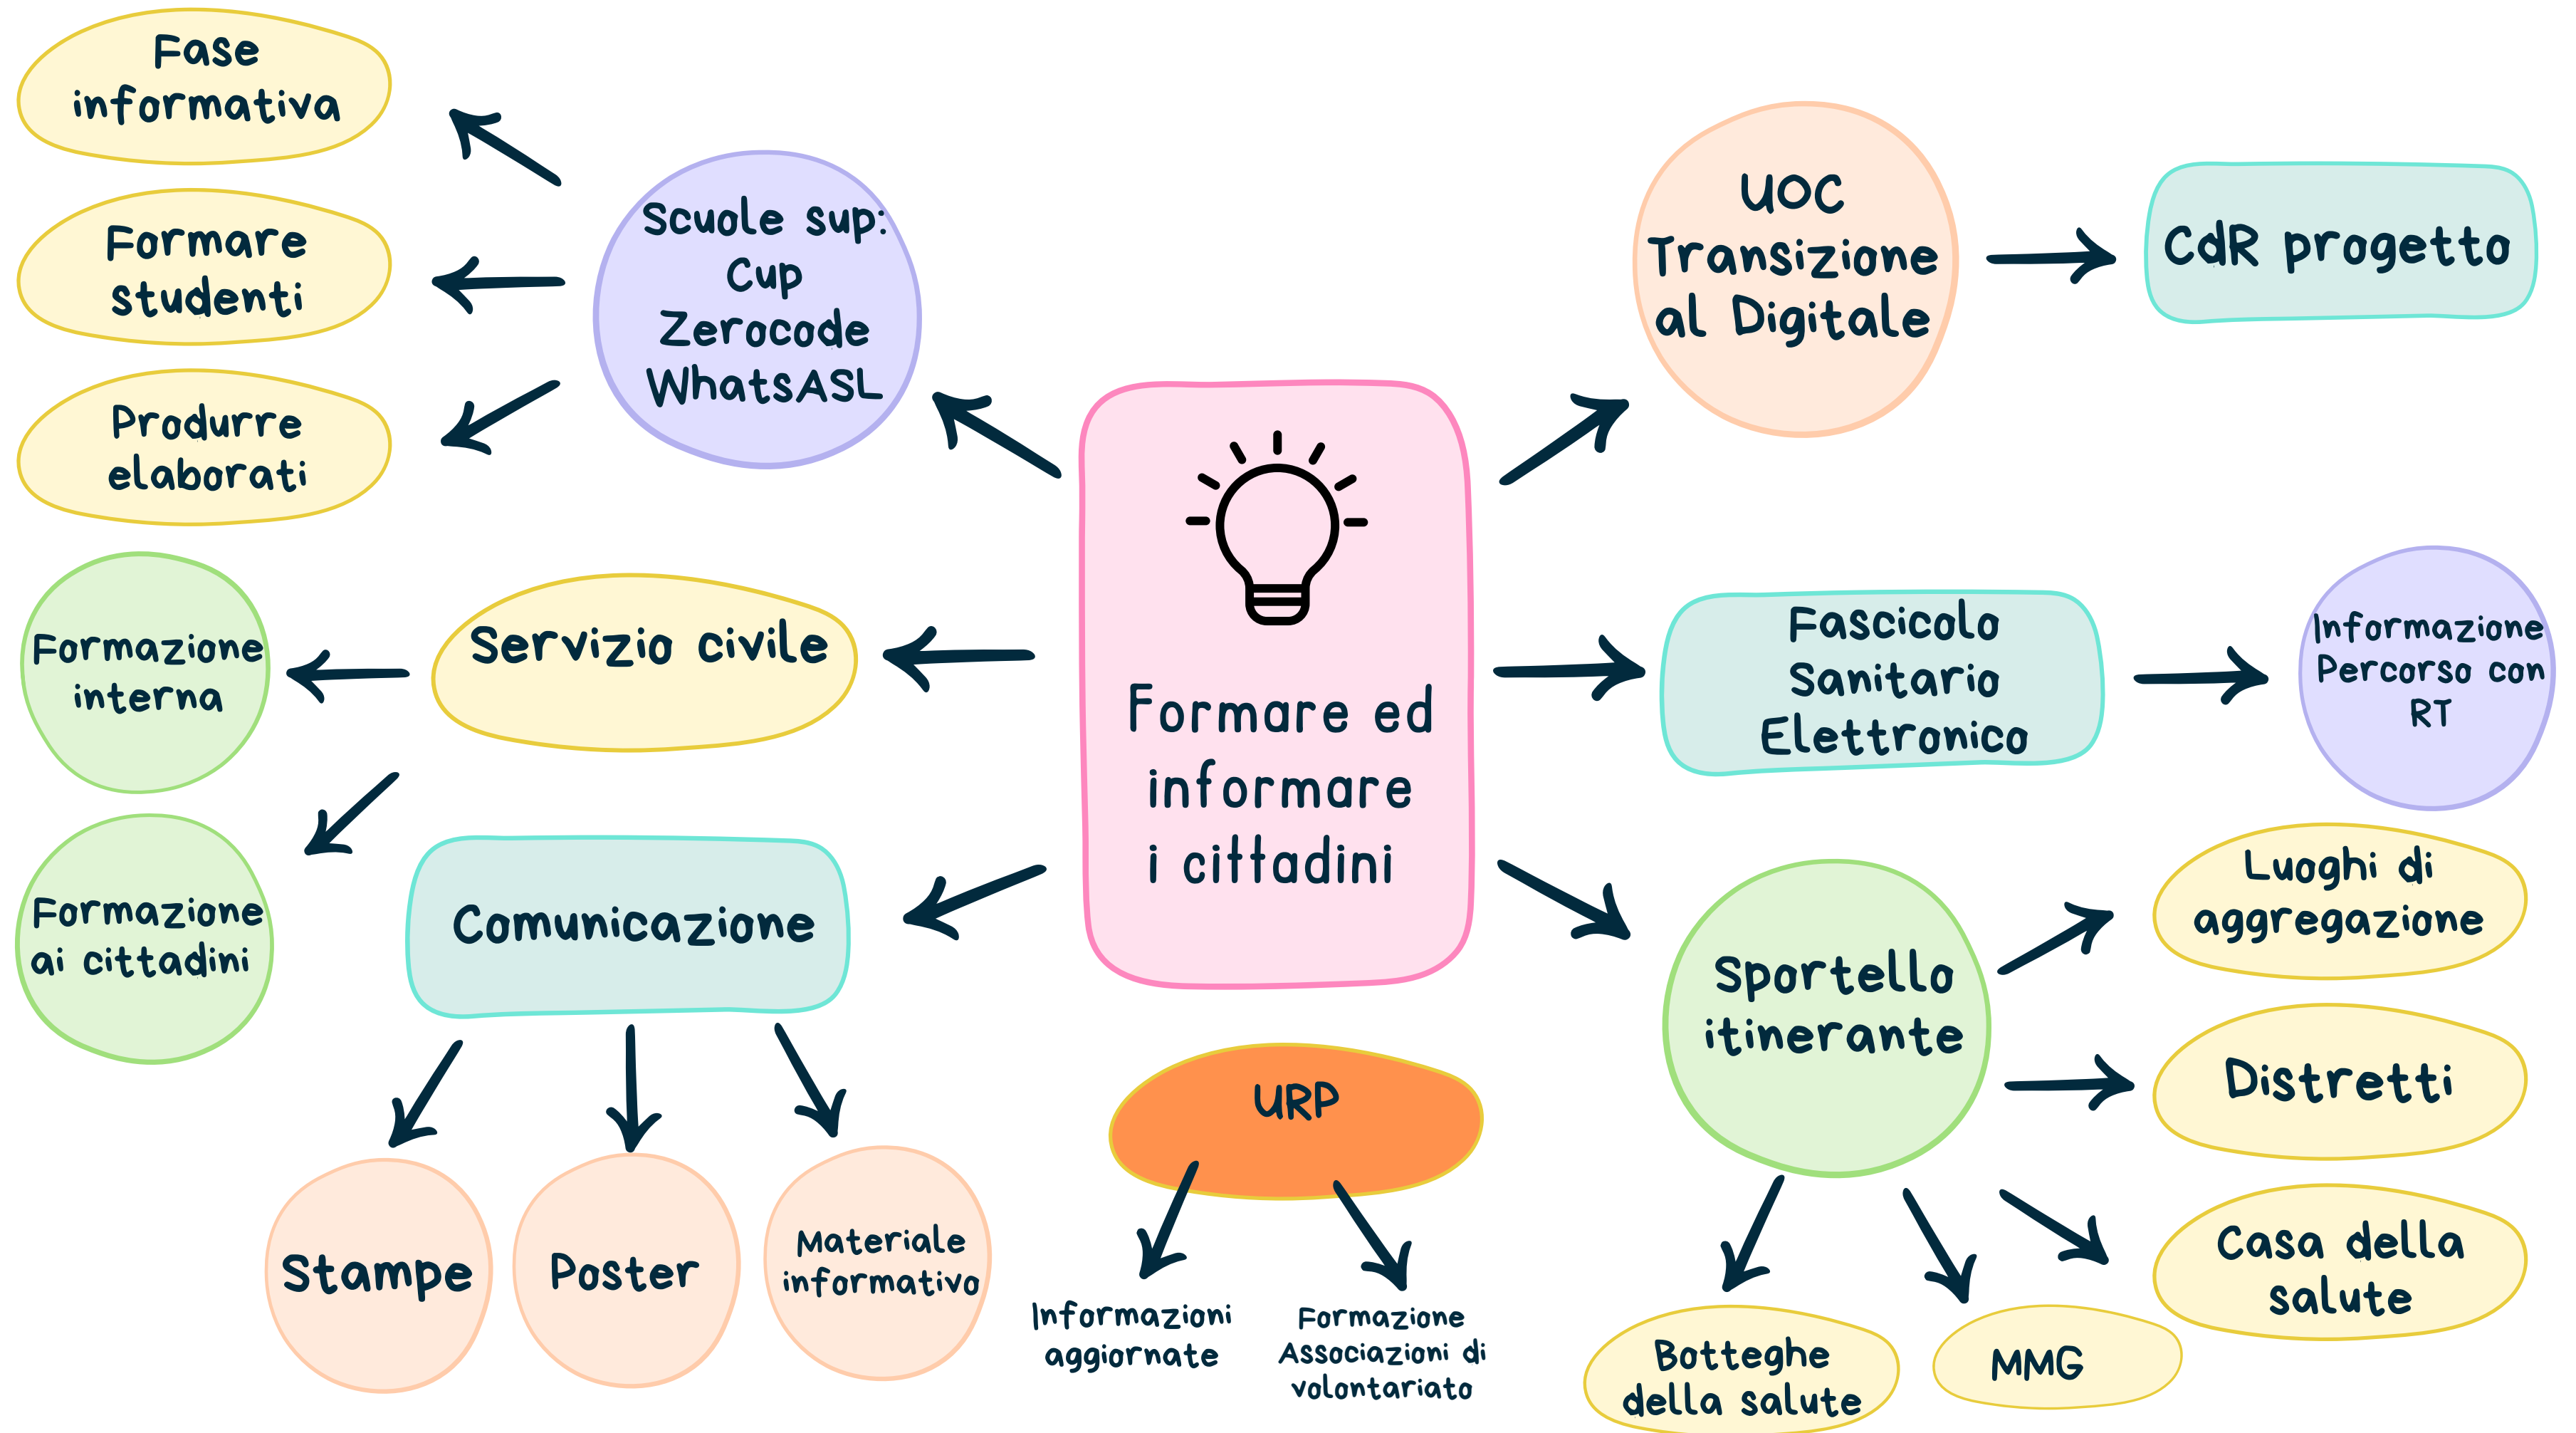 Fase
informativa
Formare
studenti
Produrre
elaborati
Scuole sup:
Cup
Zerocode
WhatsASL
UOC
Transizione
al Digitale
CdR progetto
Formare ed
informare
i cittadini
Servizio civile
Formazione
interna
Formazione
ai cittadini
Fascicolo
Sanitario
Elettronico
Informazione
Percorso con
RT
Comunicazione
Stampe
Poster
Materiale
informativo
URP
Informazioni
aggiornate
Formazione
Associazioni di
volontariato
Sportello
itinerante
Luoghi di
aggregazione
Distretti
Casa della
salute
Botteghe
della salute
MMG